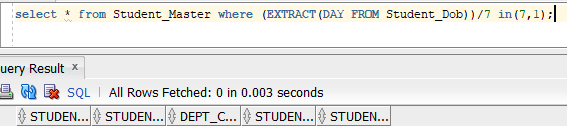 select * from Student_Master where (EXTRACT(DAY FROM Student_Dob))/7 in(7,1);
uery Result x
SQL | All Rows Fetched: 0 in 0.003 seconds
STUDEN... STUDEN... DEPT_C... STUDEN... STUDEN...